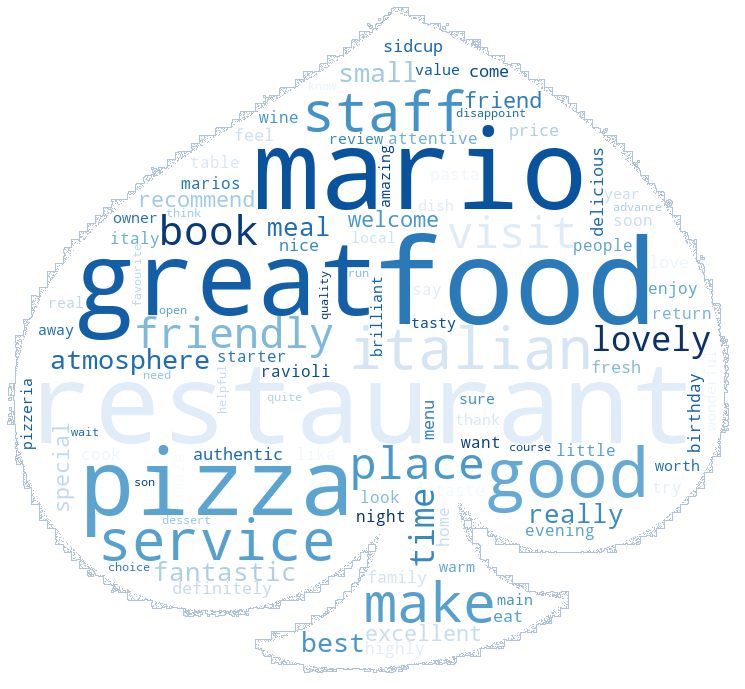 sidcup
small
value
come
know
staff
friend
disappoint
wine
feel
review
attentive
price
mario
amazing
delicious
table
pasta
marios
recommend
dish
year
advance
owner
think
book
meal
welcome
visit
soon
italy
nice
local
people
great
food
love
favourite
real
run
say
enjoy
quality
brilliant
open
return
away
friendly
tasty
lovely
atmosphere
starter
italian
ravioli
fresh
wonderful
need
helpful
restaurant
quite
sure
pizzeria
menu
birthday
wait
thank
special
authentic
want
course
little
cook
like
place
good
worth
pizza
son
look
taste
try
night
time
home
really
dessert
service
evening
choice
fantastic
warm
family
definitely
make
main
eat
best
excellent
highly